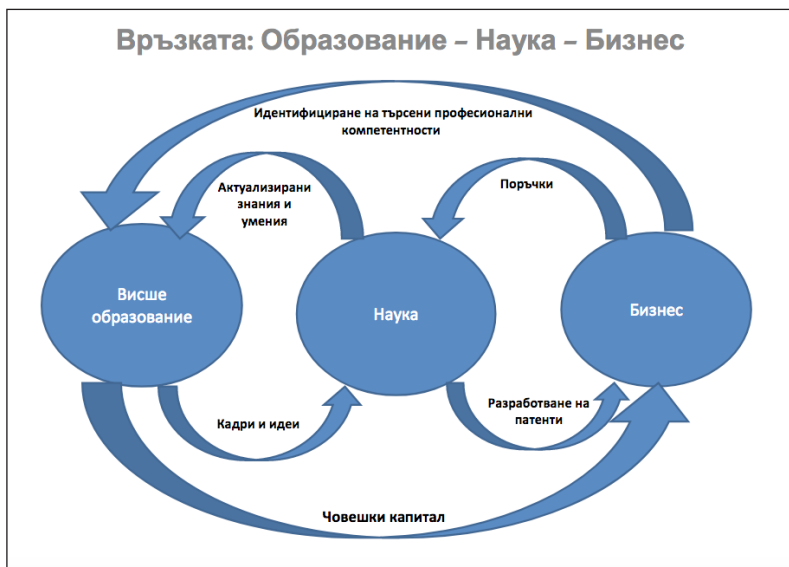 Връзката: Образование – Наука – Бизнес
Идентифициране на търсени професионални
компетентности
Актуализирани
знания и
умения
Поръчки
Висше
образование
Наука
Бизнес
Кадри и идеи
Разработване на
патенти
Човешки капитал